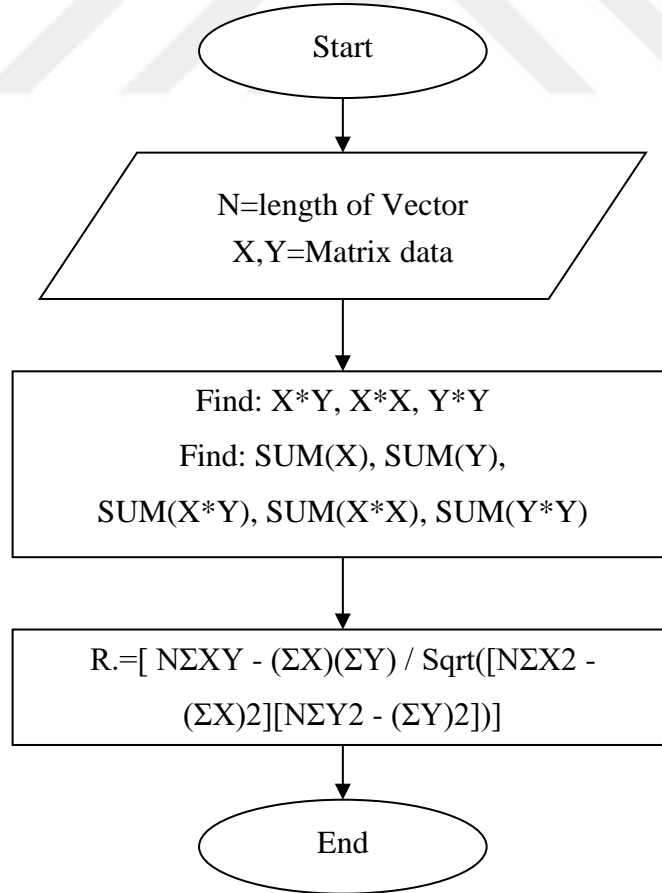 Start
N=length of Vector
X,Y=Matrix data
Find: X*Y, X*X, Y*Y
Find: SUM(X), SUM(Y),
SUM(X*Y), SUM(X*X), SUM(Y*Y)
R.=[ NΣXY - (ΣX)(ΣY) / Sqrt([NΣX2 -
(ΣX)2][NΣY2 - (ΣY)2])]
End